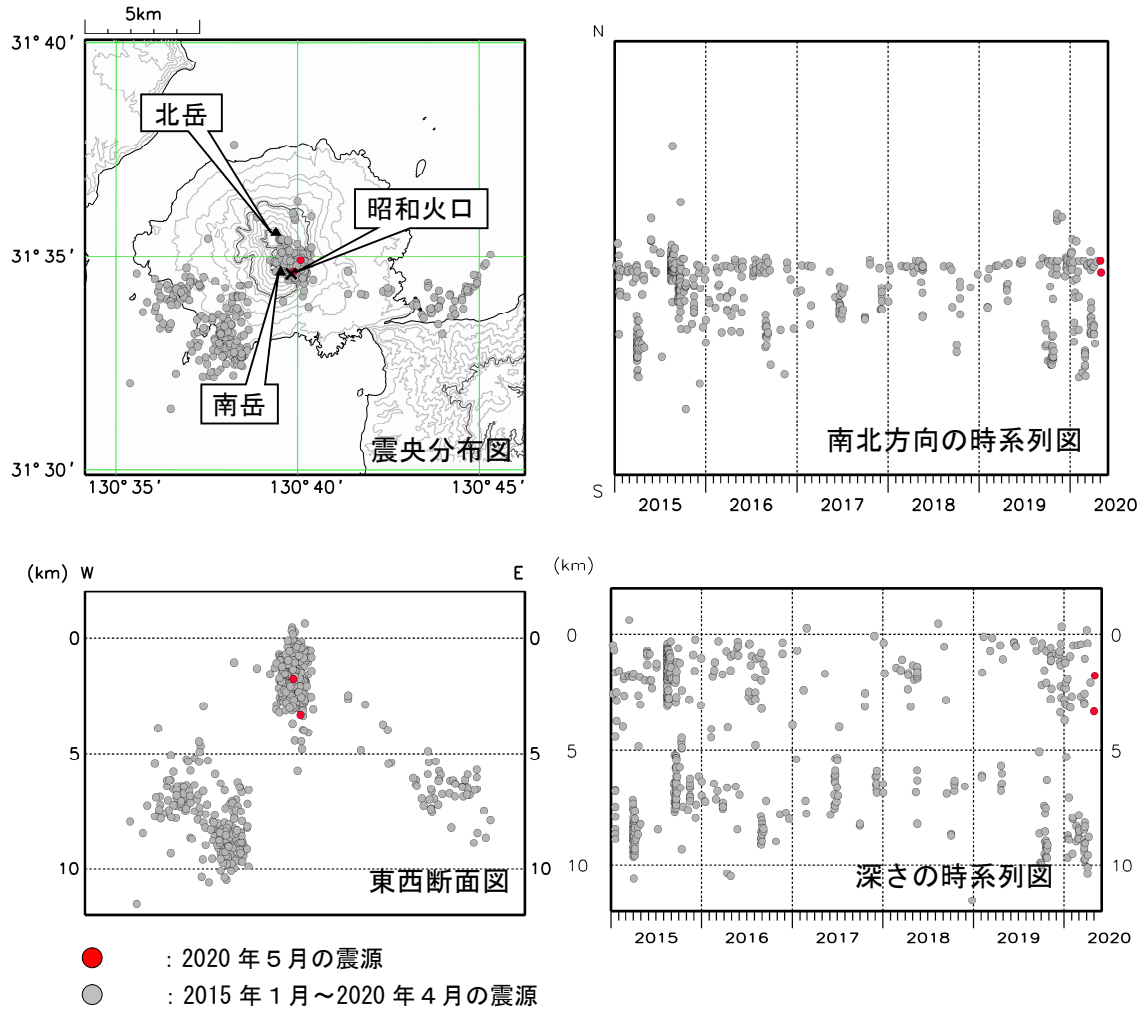 5km
31°40′
31°35′
31°30′
130°35′
130°40′
130°45′
北岳
昭和火口
南岳
震央分布図
N
S
2015 2016 2017 2018 2019 2020
南北方向の時系列図
(km) W E
0 0
5 5
10 10
東西断面図
(km)
0 0
5 5
10 10
深さの時系列図
2015 2016 2017 2018 2019 2020
：2020 年５月の震源
：2015 年１月～2020 年４月の震源